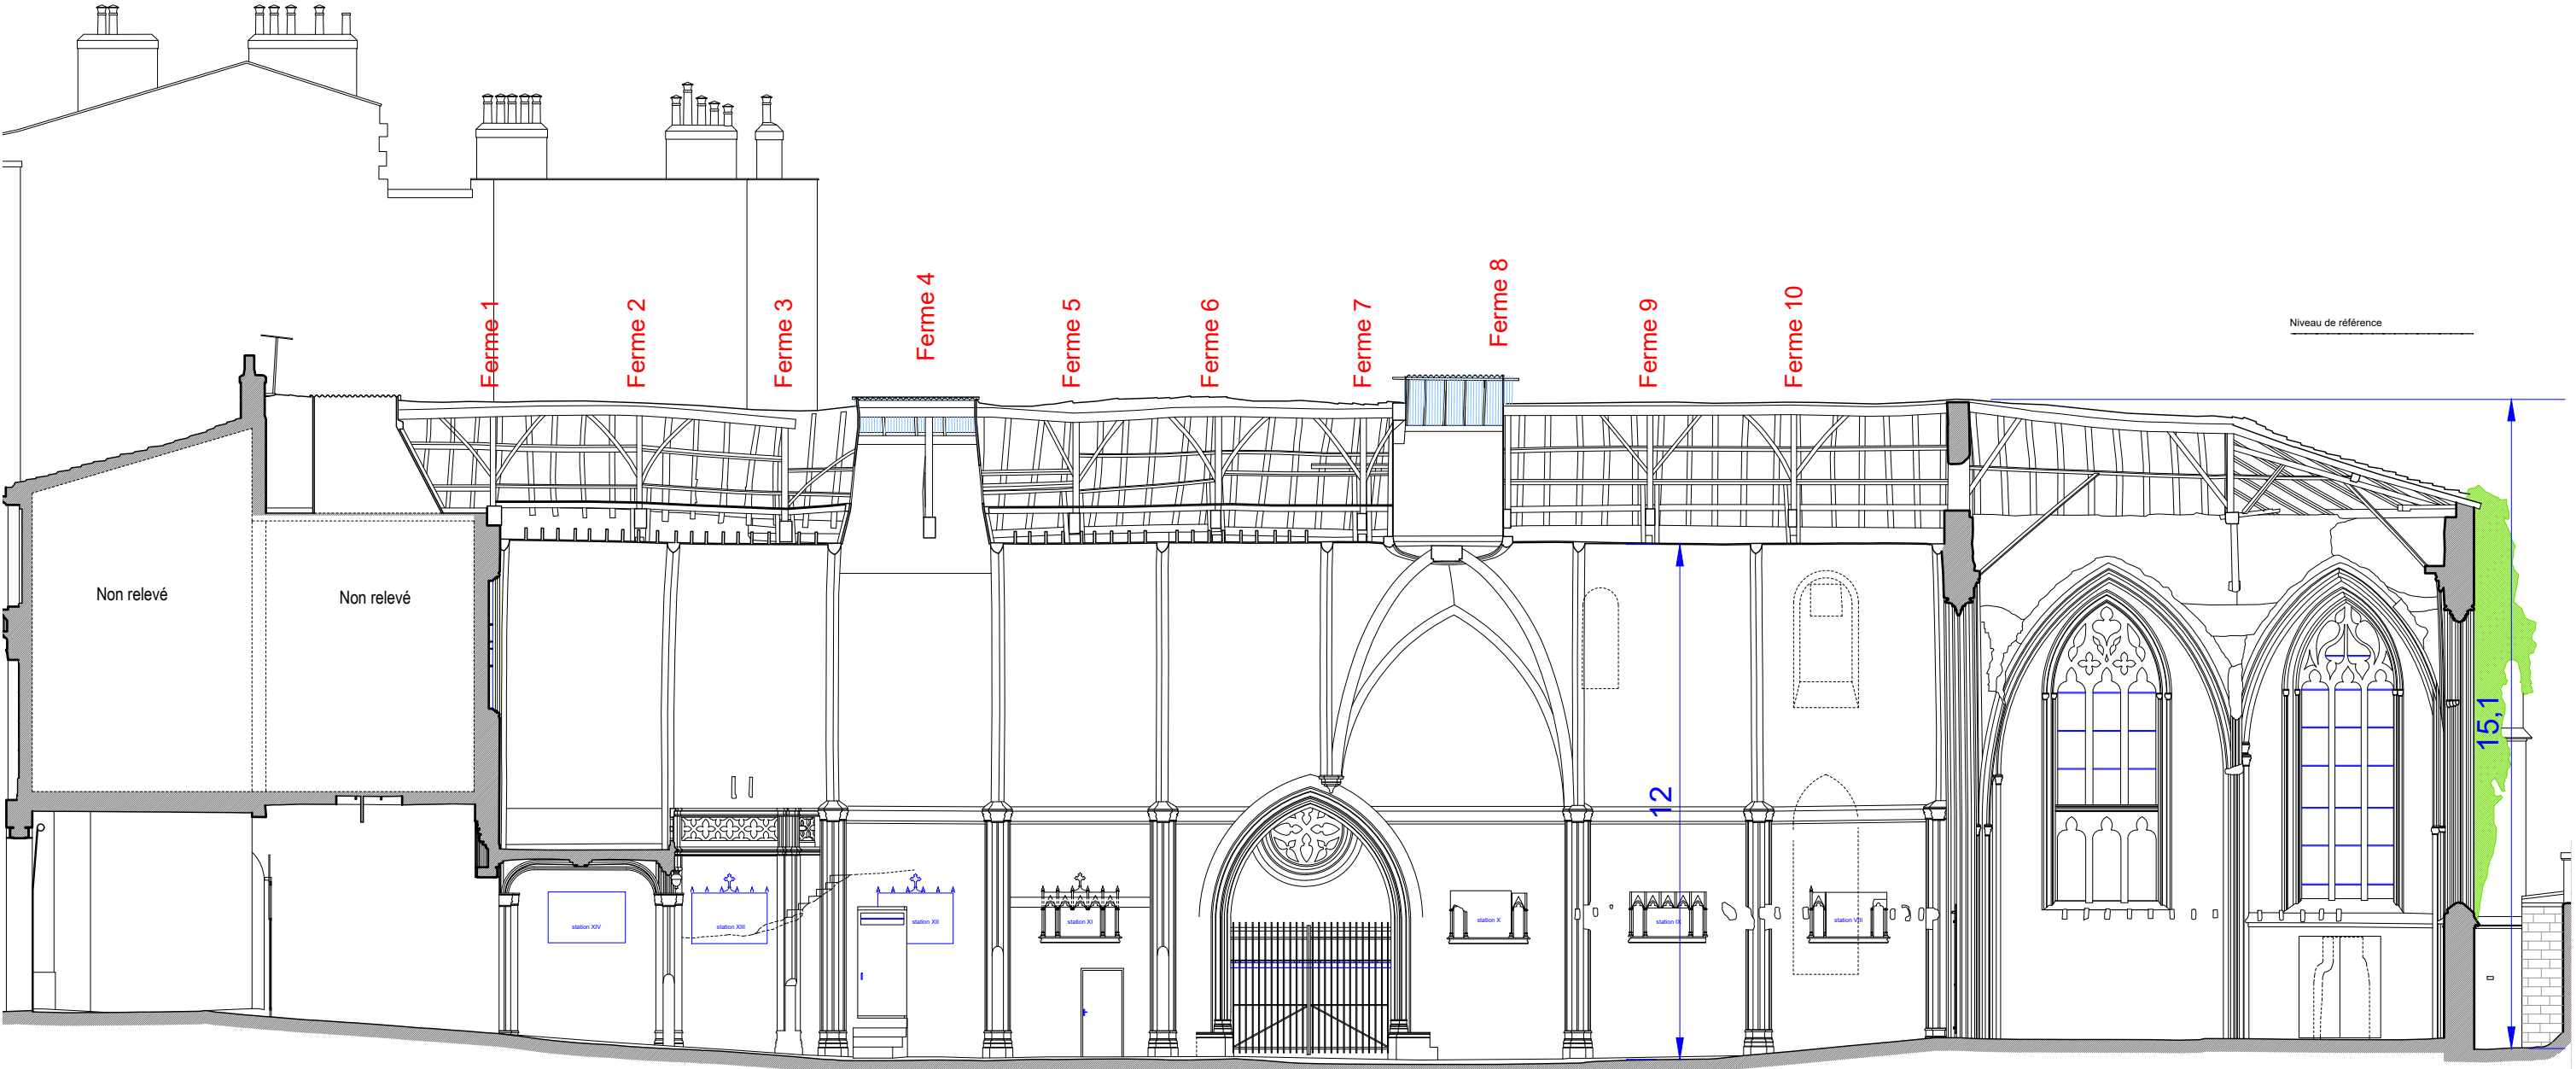 Ferme 1
Ferme 2
Ferme 3
Ferme 4
Ferme 5
Ferme 6
Ferme 7
Ferme 8
Ferme 9
Ferme 10
Niveau de référence
Non relevé
Non relevé
12
15,1
station XIV
station XIII
station XII
station XI
station X
station IX
station VIII